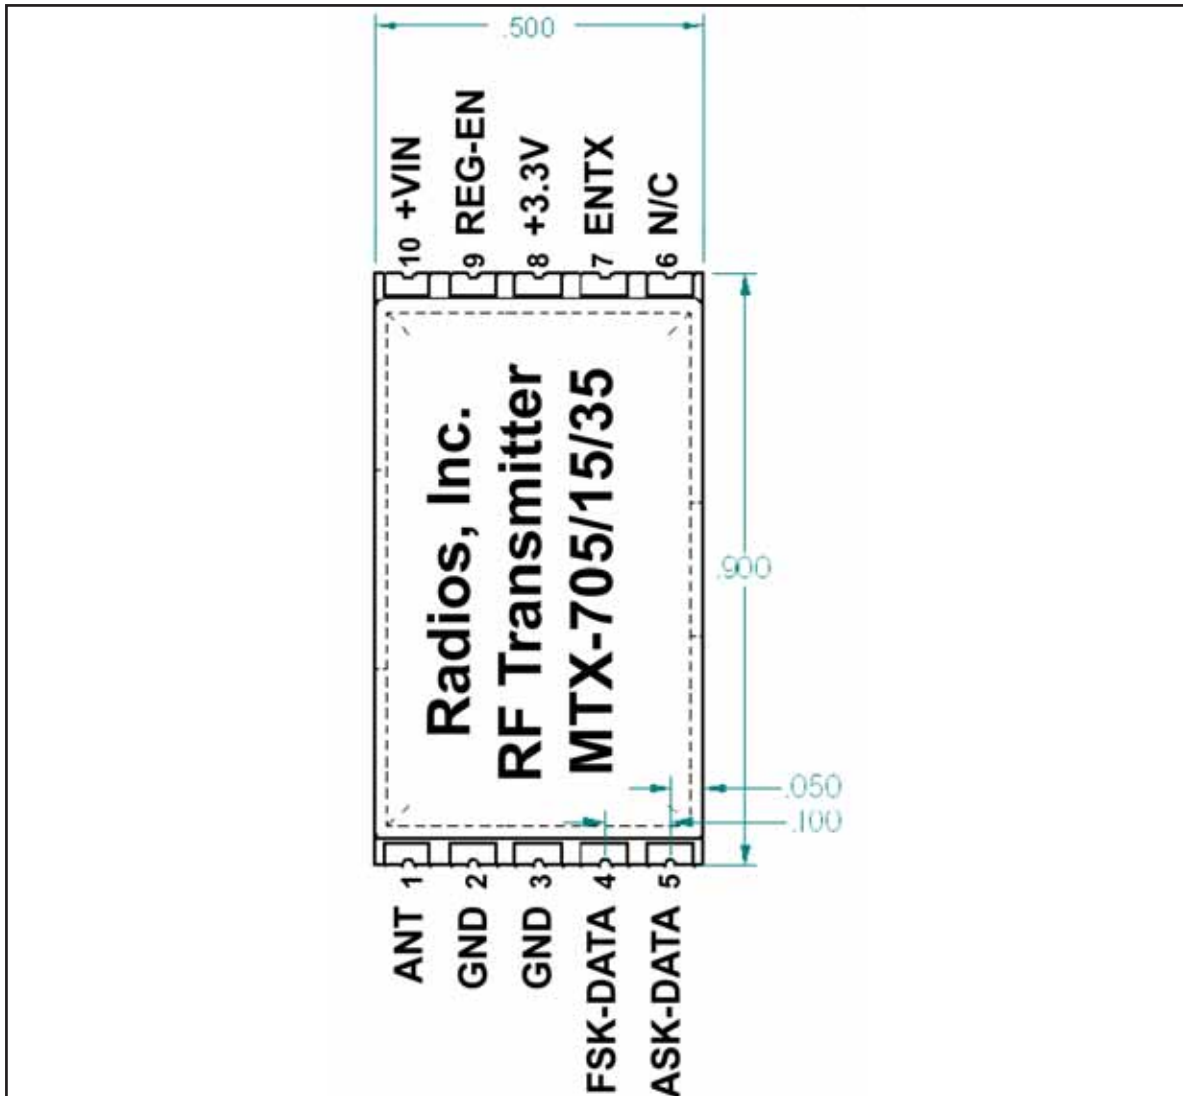 .500
10 +VIN
9 REG-EN
8 +3.3V
7 ENTX
6 N/C
Radios, Inc.
RF Transmitter
MTX-705/15/35
.900
.050
.100
ANT 1
GND 2
GND 3
FSK-DATA 4
ASK-DATA 5